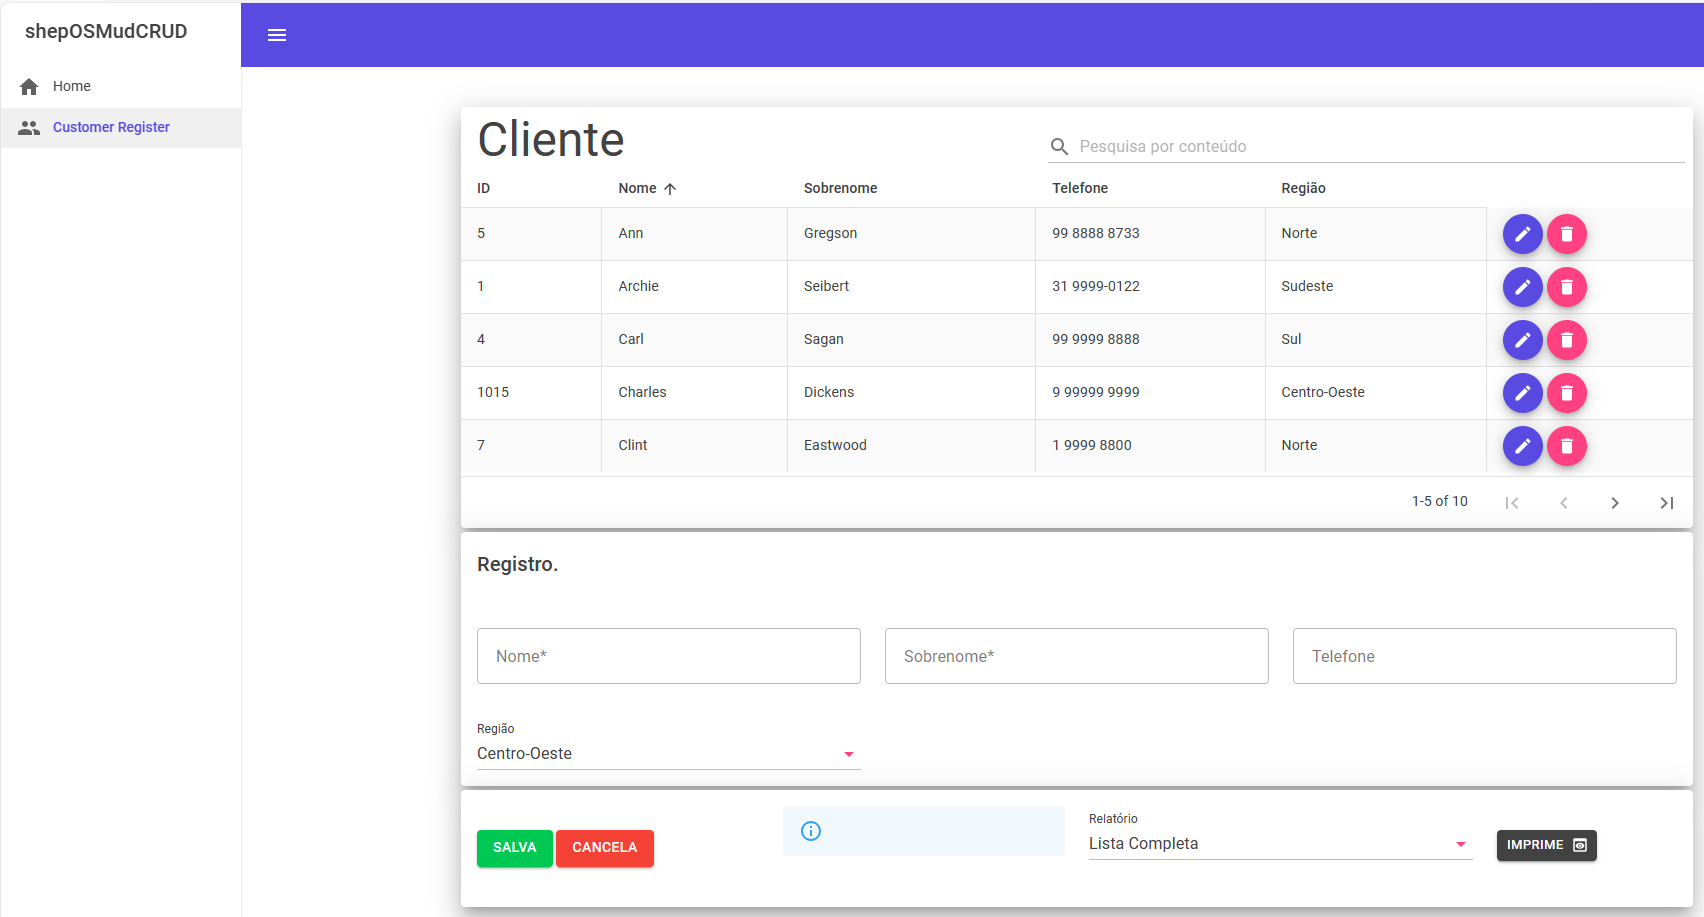 shepOSMudCRUD
Home
Customer Register
Cliente
Pesquisa por conteúdo
ID Nome Sobrenome Telefone Região
5 Ann Gregson 99 8888 8733 Norte
1 Archie Seibert 31 9999-0122 Sudeste
4 Carl Sagan 99 9999 8888 Sul
1015 Charles Dickens 9 99999 9999 Centro-Oeste
7 Clint Eastwood 1 9999 8800 Norte
1-5 of 10
Registro.
Nome* Sobrenome* Telefone
Região
Centro-Oeste
SALVA CANCELA
Relatório
Lista Completa
IMPRIME